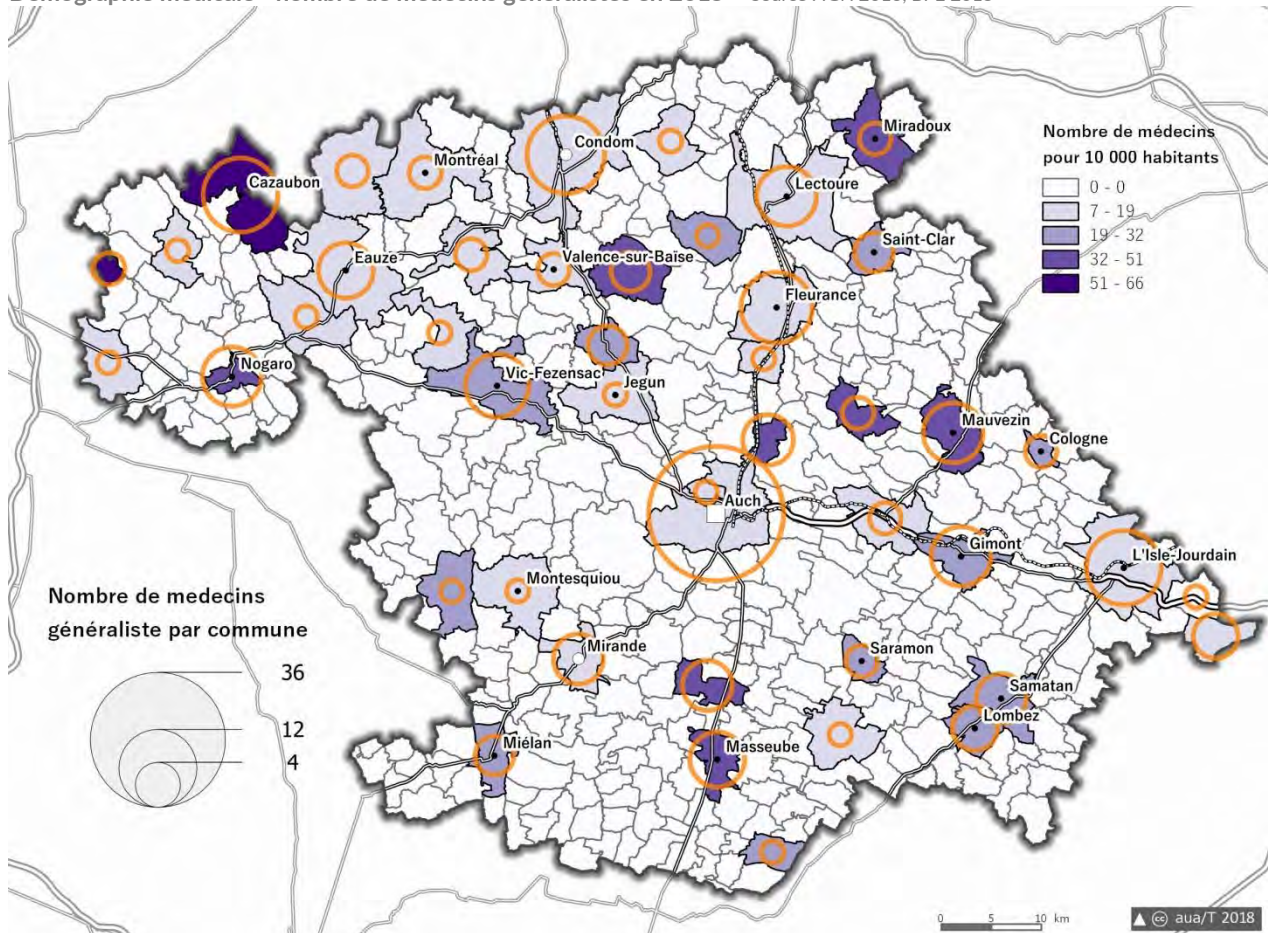 Miradoux
Condom
Nombre de médecins
pour 10 000 habitants
0 - 0
7 - 19
19 - 32
32 - 51
51 - 66
Montréal
Cazaubon
Lectoure
Saint-Clar
Eauze
Valence-sur-Baïse
Fleurance
Nogaro
Vic-Fezensac
Jegun
Mauvezin
Cologne
Auch
Gimont
L'Isle-Jourdain
Montesquiou
Nombre de medecins
généraliste par commune
36
12
4
Mirande
Saramon
Samatan
Lombez
Miélan
Masseube
0 5 10 km
▲ cc aua/T 2018